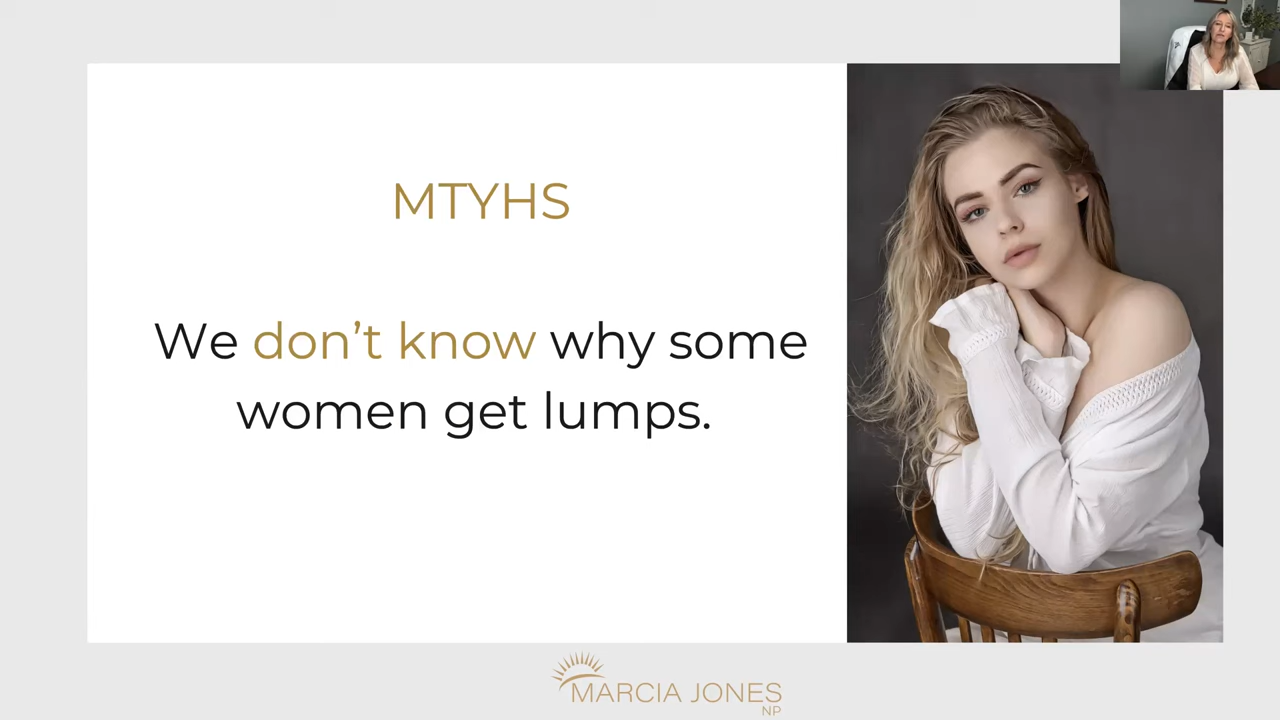 MTYHS
We don’t know why some
women get lumps.
MARCIA JONES
NP